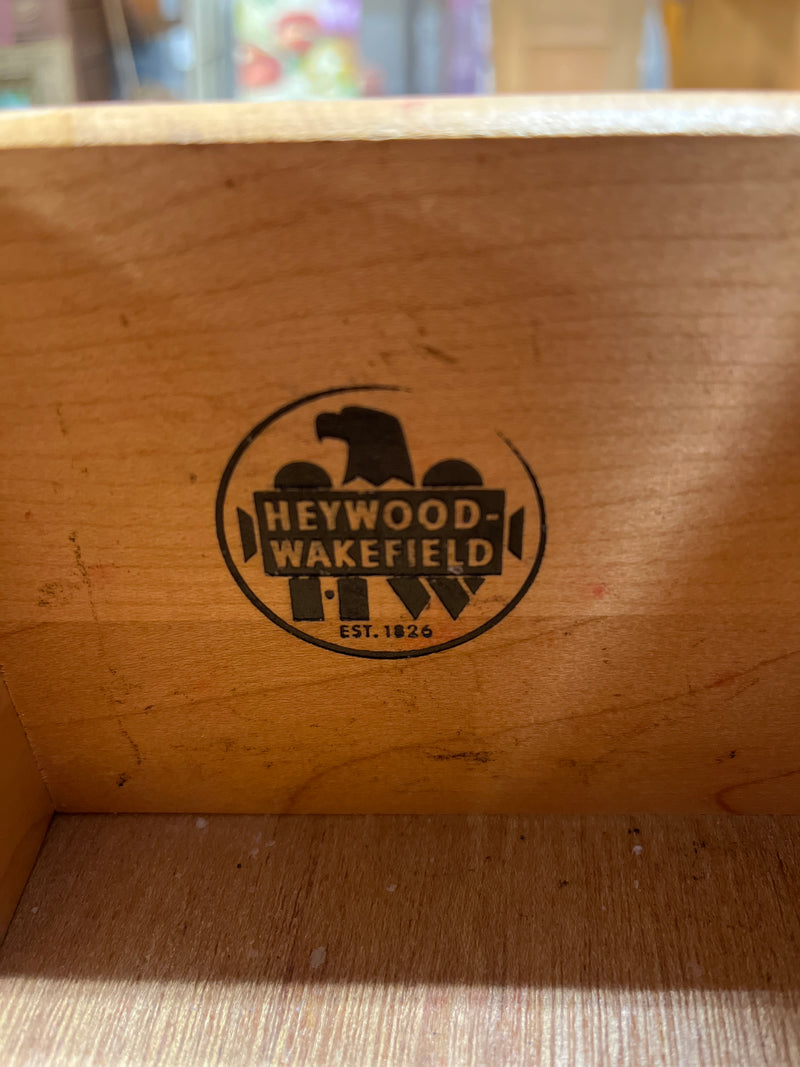 HEYWOOD-
WAKEFIELD
H·W
EST. 1826